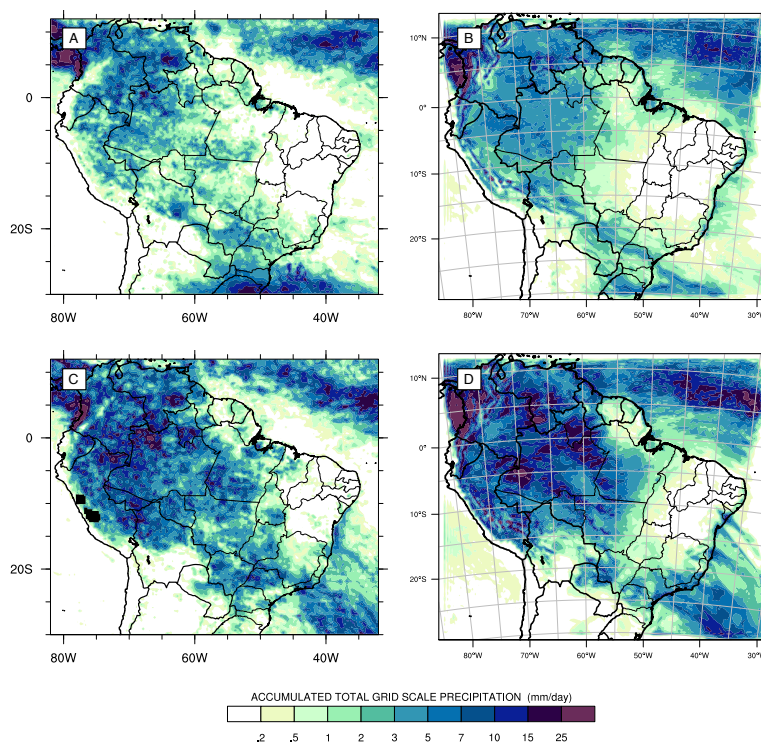 A
B
10°N
0
0°
10°S
20S
20°S
80W
60W
40W
80°W
70°W
60°W
50°W
40°W
30°W
C
D
10°N
0
0°
10°S
20S
20°S
80W
60W
40W
80°W
70°W
60°W
50°W
40°W
30°W
ACCUMULATED TOTAL GRID SCALE PRECIPITATION (mm/day)
.2 .5 1 2 3 5 7 10 15 25